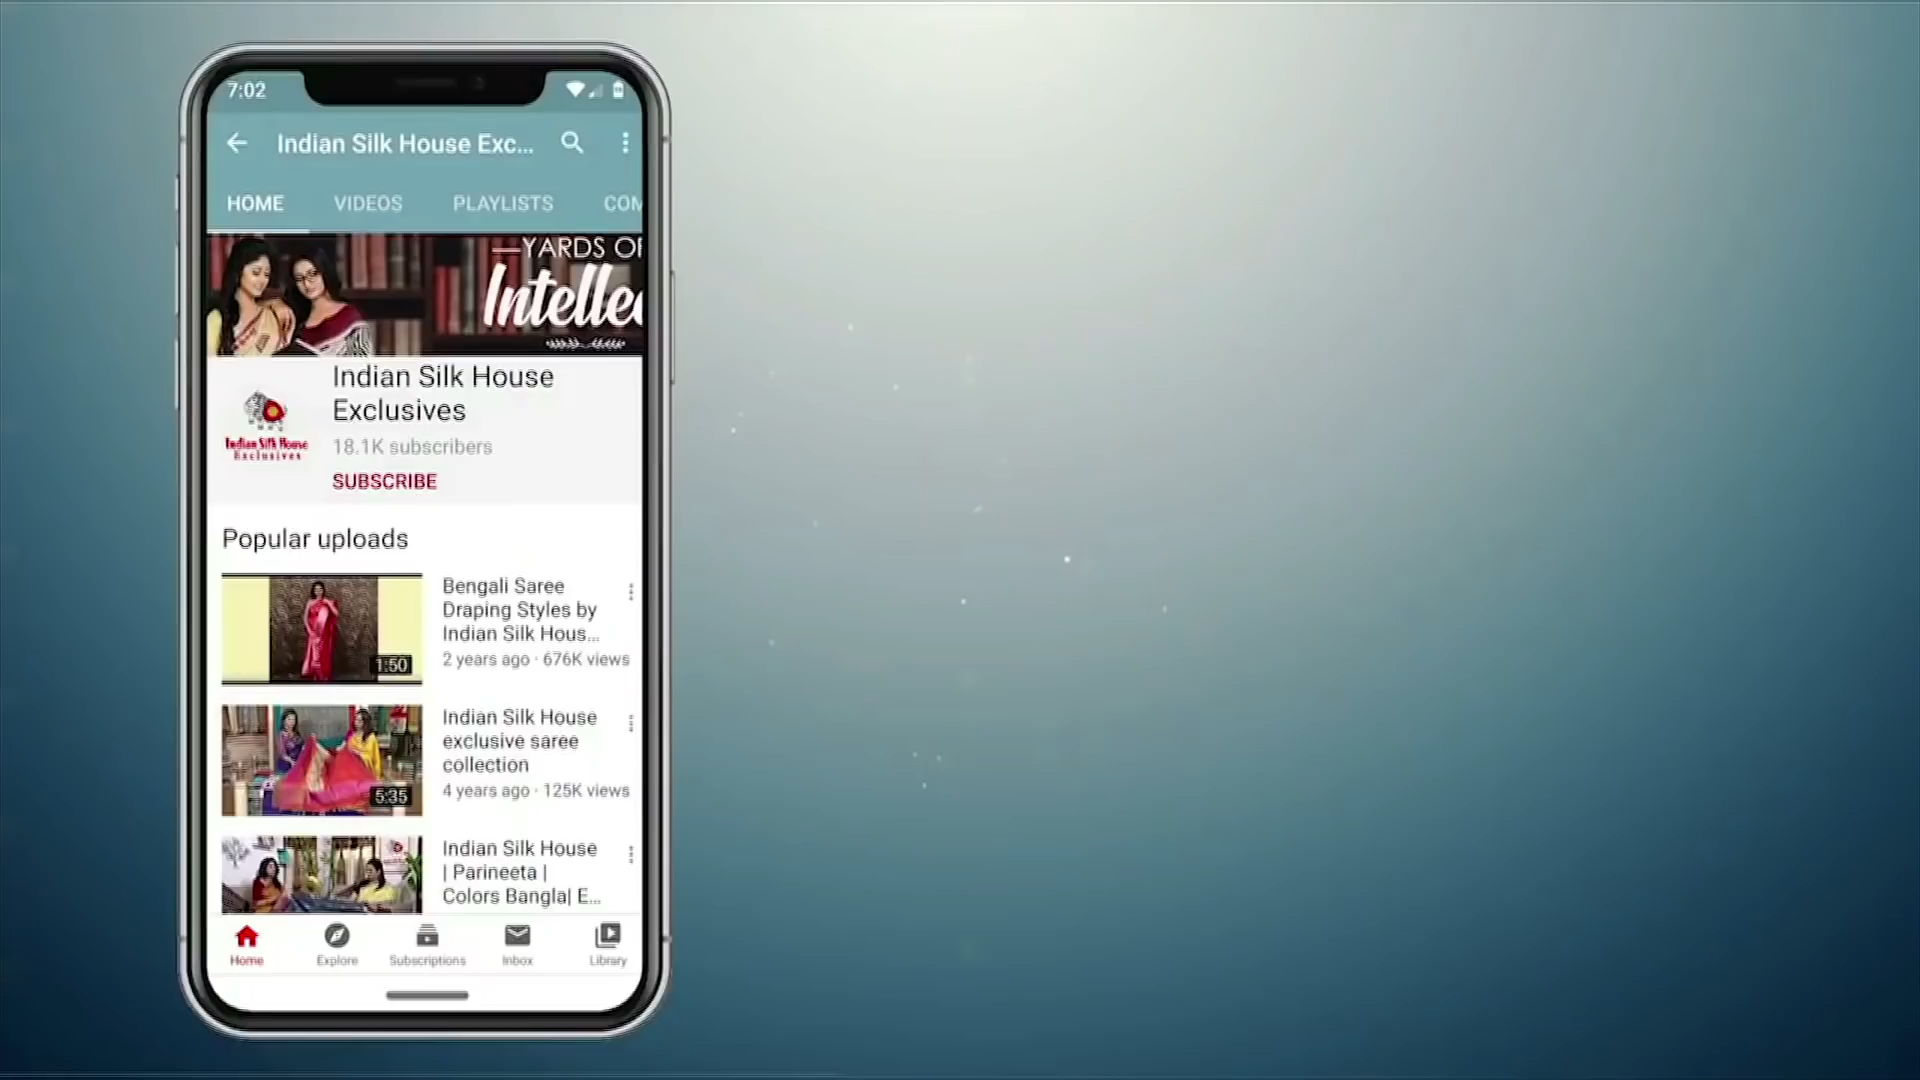 7:02
Indian Silk House Exc...
HOME VIDEOS PLAYLISTS COM
YARDS OF
Intellec
Indian Silk House
Exclusives
18.1K subscribers
SUBSCRIBE
Indian Silk House
Exclusives
Popular uploads
Bengali Saree
Draping Styles by
Indian Silk Hous...
2 years ago · 676K views
1:50
Indian Silk House
exclusive saree
collection
4 years ago · 125K views
5:35
Indian Silk House
| Parineeta |
Colors Bangla| E...
Home Explore Subscriptions Inbox Library